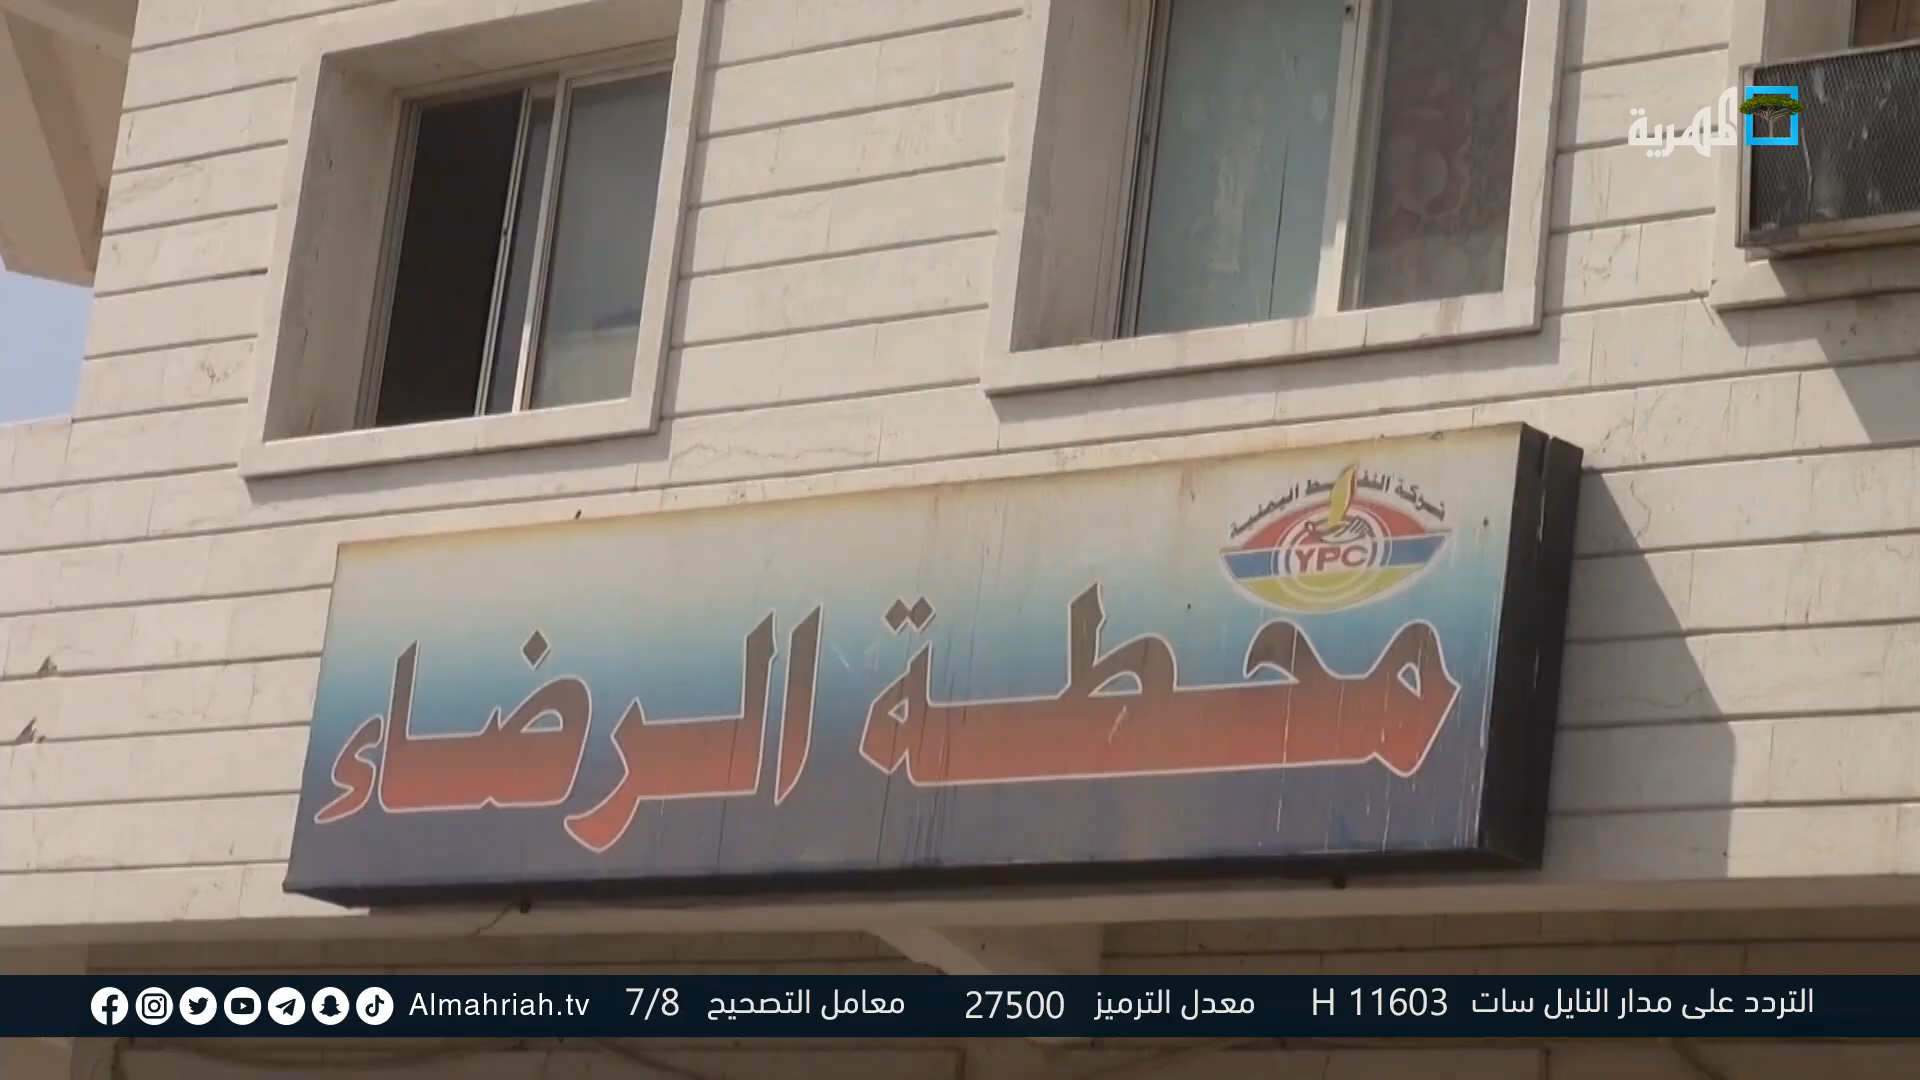 المهرية
شركة النفط اليمنية
YPC
محطة الرضاء
التردد على مدار النايل سات H 11603 معدل الترميز 27500 معامل التصحيح 7/8 Almahriah.tv